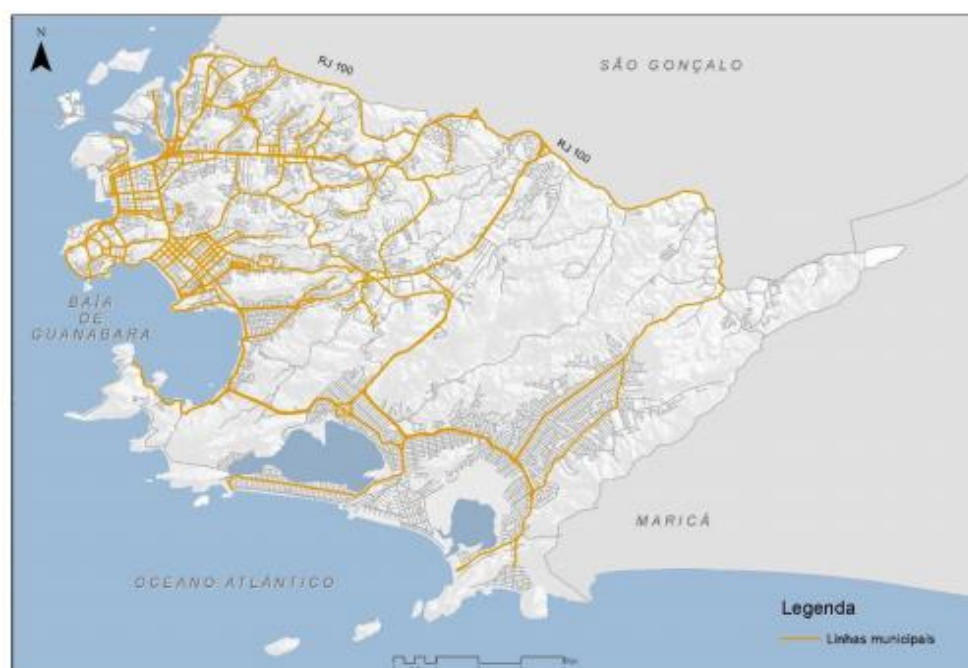 N
RJ 100
SÃO GONÇALO
RJ 100
BAÍA
DE
GUANABARA
MARICÁ
OCEANO ATLÂNTICO
Legenda
Linhas municipais